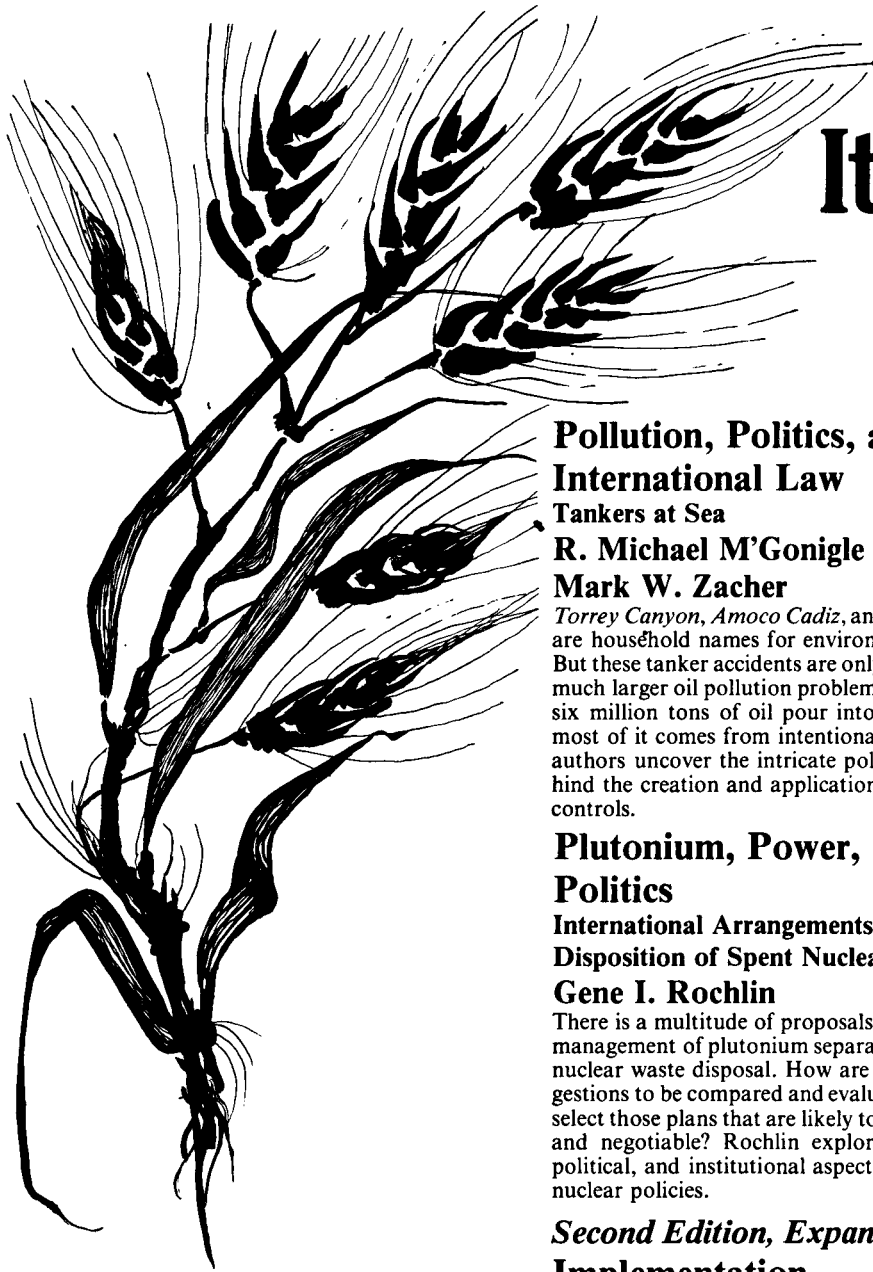 It
Pollution, Politics,
International Law
Tankers at Sea
R. Michael M'Gonigle
Mark W. Zacher
Torrey Canyon, Amoco Cadiz, an
are household names for environ
But these tanker accidents are onl
much larger oil pollution problem
six million tons of oil pour into
most of it comes from intentiona
authors uncover the intricate pol
hind the creation and application
controls.
Plutonium, Power,
Politics
International Arrangements
Disposition of Spent Nuclea
Gene I. Rochlin
There is a multitude of proposals
management of plutonium separa
nuclear waste disposal. How are
gestions to be compared and evalu
select those plans that are likely to
and negotiable? Rochlin explor
political, and institutional aspect
nuclear policies.
Second Edition, Expan
Implementation